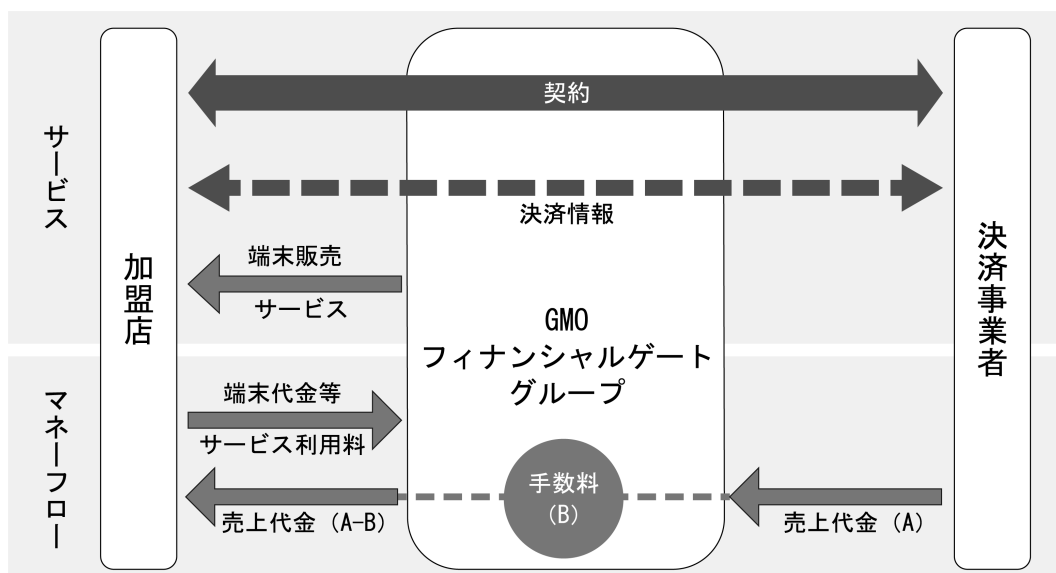 サービス
加盟店
契約
決済情報
端末販売
サービス
GMO
フィナンシャルゲート
グループ
決済事業者
マネーフロー
端末代金等
サービス利用料
売上代金（A-B）
手数料
（B）
売上代金（A）